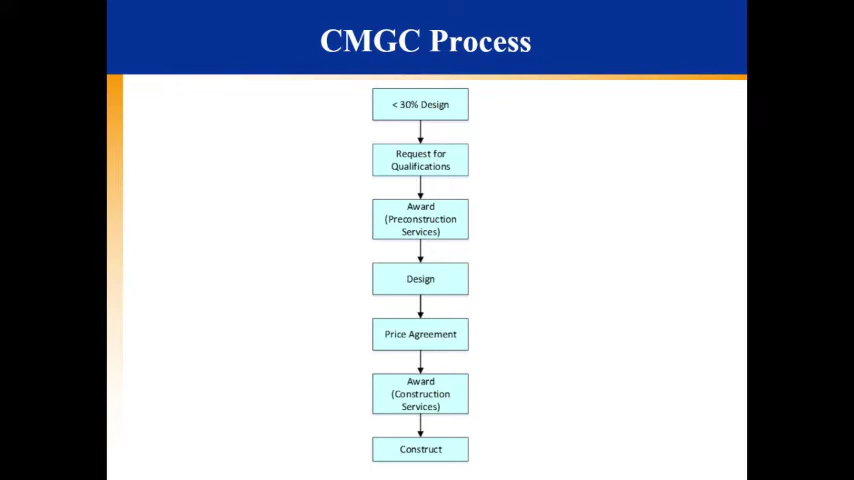 CMGC Process
< 30% Design
Request for
Qualifications
Award
(Preconstruction
Services)
Design
Price Agreement
Award
(Construction
Services)
Construct